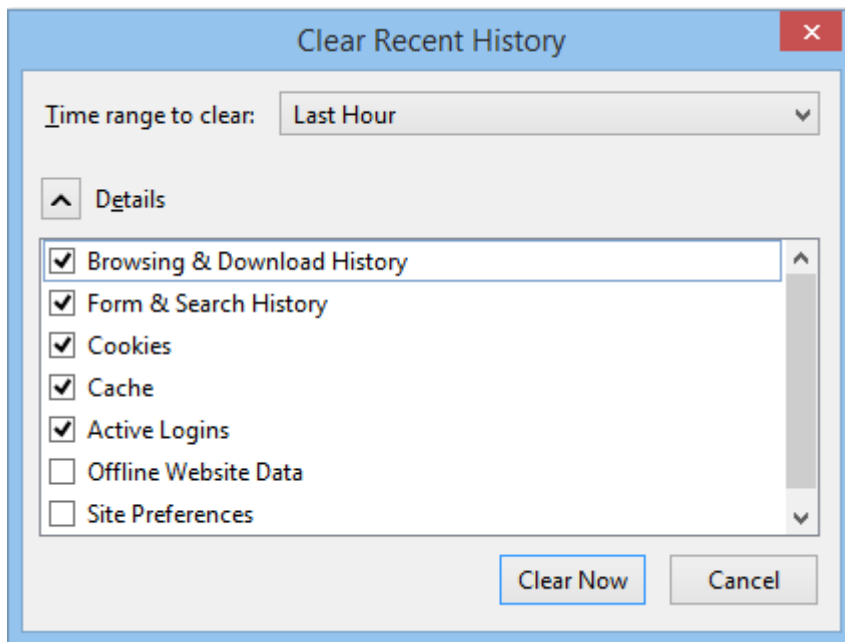 Clear Recent History
Time range to clear: Last Hour
Details
Browsing & Download History
Form & Search History
Cookies
Cache
Active Logins
Offline Website Data
Site Preferences
Clear Now Cancel